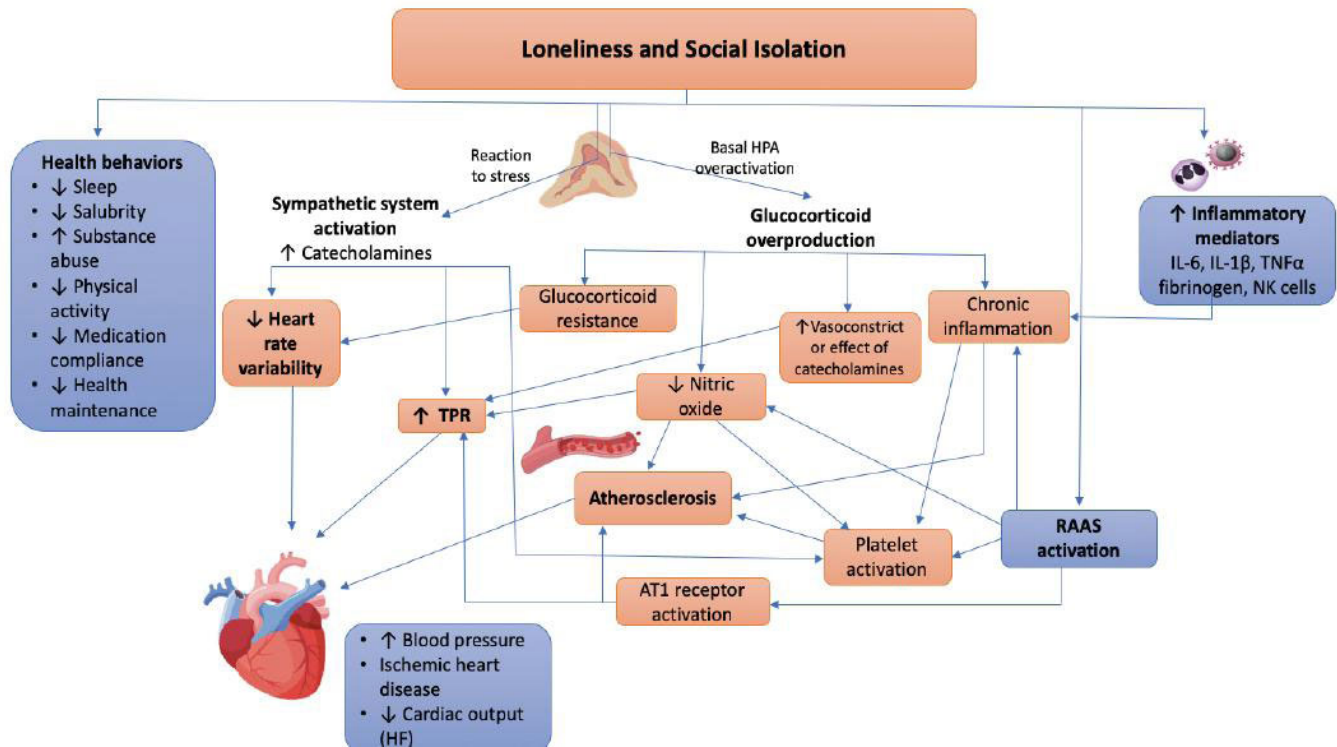 Loneliness and Social Isolation
Health behaviors
• ↓ Sleep
• ↓ Salubrity
• ↑ Substance
abuse
• ↓ Physical
activity
• ↓ Medication
compliance
• ↓ Health
maintenance
Reaction
to stress
Basal HPA
overactivation
Sympathetic system
activation
↑ Catecholamines
Glucocorticoid
overproduction
↑ Inflammatory
mediators
IL-6, IL-1β, TNFα
fibrinogen, NK cells
↓ Heart
rate
variability
Glucocorticoid
resistance
↑ Vasoconstrict
or effect of
catecholamines
Chronic
inflammation
↑ TPR
↓ Nitric
oxide
Atherosclerosis
Platelet
activation
RAAS
activation
AT1 receptor
activation
• ↑ Blood pressure
• Ischemic heart
disease
• ↓ Cardiac output
(HF)